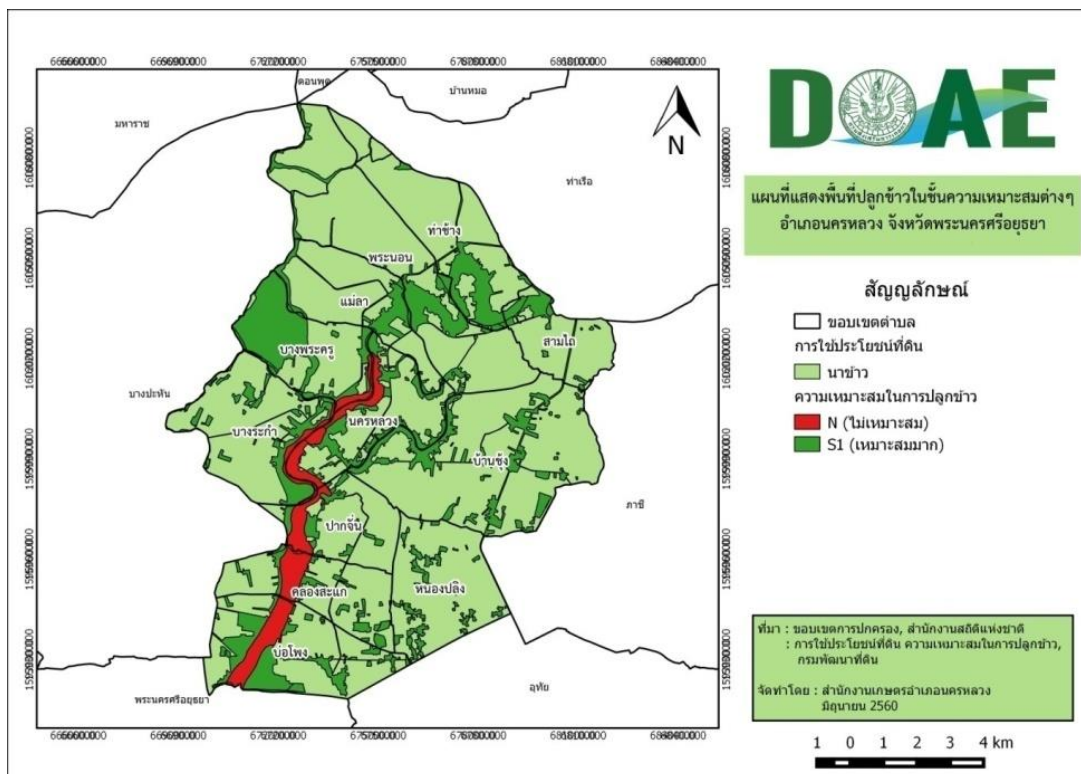 DOAE
แผนที่แสดงพื้นที่ปลูกข้าวในชั้นความเหมาะสมต่างๆ
อำเภอนครหลวง จังหวัดพระนครศรีอยุธยา
สัญญลักษณ์
ขอบเขตตำบล
การใช้ประโยชน์ที่ดิน
นาข้าว
ความเหมาะสมในการปลูกข้าว
N (ไม่เหมาะสม)
S1 (เหมาะสมมาก)
ดอนพุด
บ้านหมอ
มหาราช
N
ท่าเรือ
ท่าช้าง
พระนอน
แม่ลา
สามไถ
บางพระครู
บางปะหัน
นครหลวง
บางระกำ
บ้านชุ้ง
ภาชี
ปากจั่น
คลองสะแก
หนองปลิง
บ่อโพง
อุทัย
พระนครศรีอยุธยา
ที่มา : ขอบเขตการปกครอง, สำนักงานสถิติแห่งชาติ
: การใช้ประโยชน์ที่ดิน ความเหมาะสมในการปลูกข้าว,
กรมพัฒนาที่ดิน
จัดทำโดย : สำนักงานเกษตรอำเภอนครหลวง
มิถุนายน 2560
1 0 1 2 3 4 km